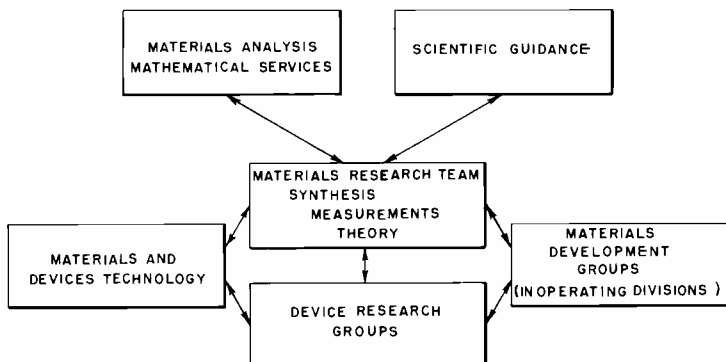 MATERIALS ANALYSIS
MATHEMATICAL SERVICES
SCIENTIFIC GUIDANCE
MATERIALS RESEARCH TEAM
SYNTHESIS
MEASUREMENTS
THEORY
MATERIALS AND
DEVICES TECHNOLOGY
MATERIALS
DEVELOPMENT
GROUPS
(IN OPERATING DIVISIONS)
DEVICE RESEARCH
GROUPS